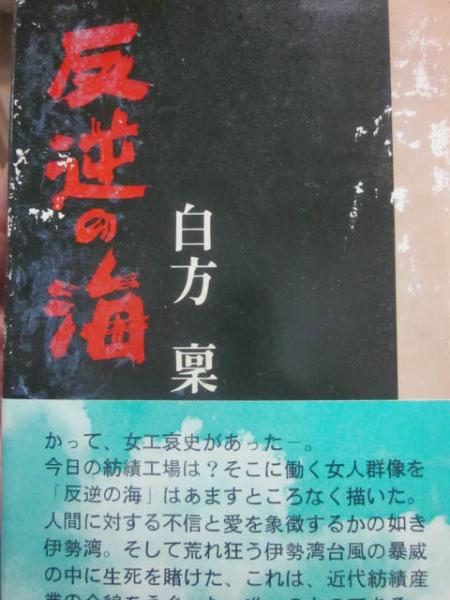 反逆の海
白方 稟
かって、女工哀史があった―。
今日の紡績工場は？そこに働く女人群像を
「反逆の海」はあますところなく描いた。
人間に対する不信と愛を象徴するかの如き
伊勢湾。そして荒れ狂う伊勢湾台風の暴威
の中に生死を賭けた、これは、近代紡績産